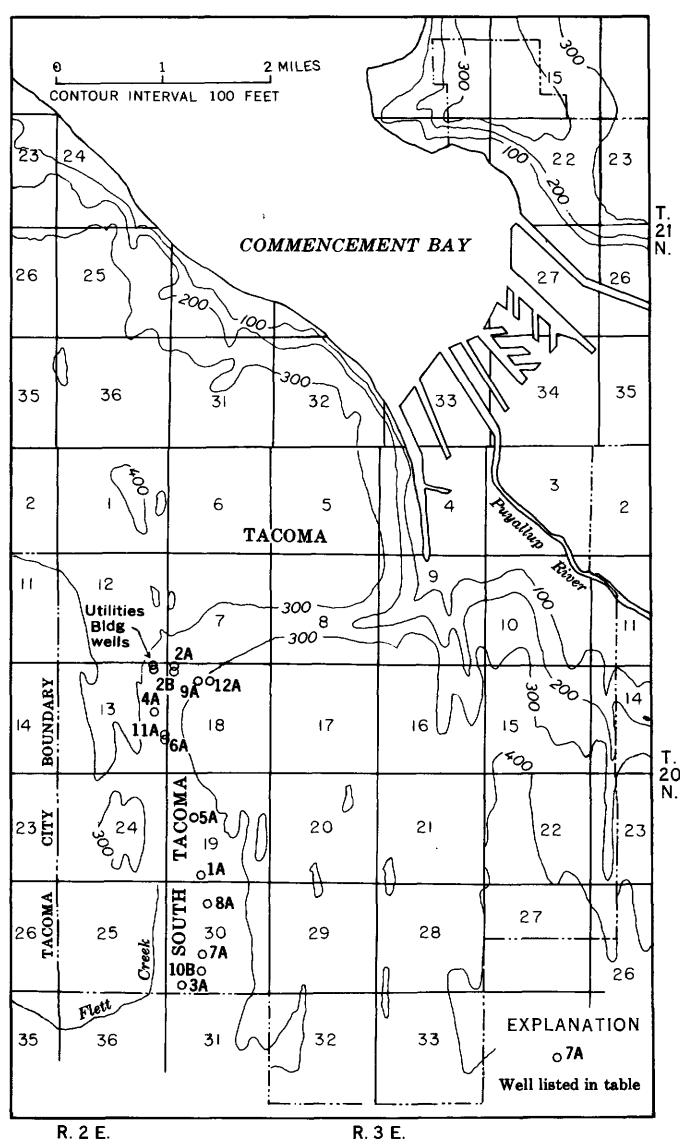 0 1 2 MILES
CONTOUR INTERVAL 100 FEET
300
300
15
23 24
100
22 23
200
T. 21 N.
COMMENCEMENT BAY
26 25
27 26
200
100
300
35 36 31 32 33 34 35
400
2 1 6 5 4 3 2
TACOMA
Puyallup River
11 12 9
300 100
7 8 10 11
Utilities Bldg wells
300
2A
2B 9A 12A
200
300
14
4A
14 13 18 17 16 15
11A 6A
400
T. 20 N.
BOUNDARY
CITY
TACOMA
SOUTH TACOMA
5A
23 24 19 20 21 22 23
300
1A
8A
26 25 30 29 28 27 26
7A
10B
3A
Flett Creek
35 36 31 32 33
EXPLANATION
7A
Well listed in table
R. 2 E. R. 3 E.